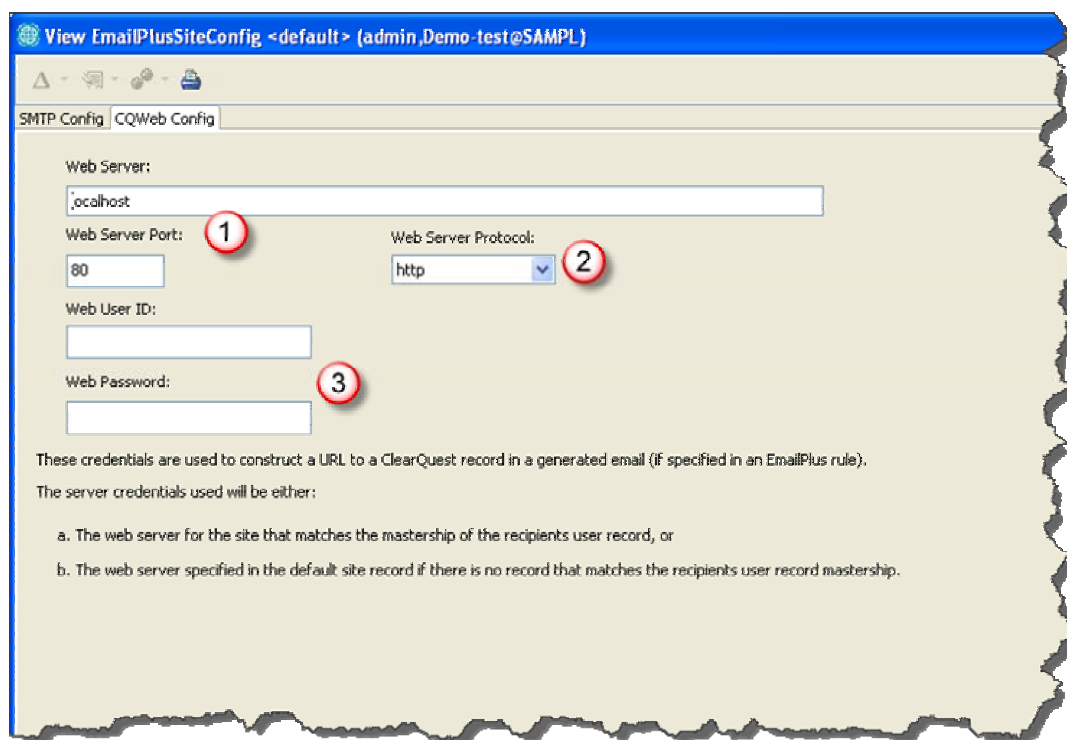 View EmailPlusSiteConfig <default> (admin,Demo-test@SAMPL)
SMTP Config CQWeb Config
Web Server:
localhost
Web Server Port: 1
Web Server Protocol:
80
http 2
Web User ID:
Web Password: 3
These credentials are used to construct a URL to a ClearQuest record in a generated email (if specified in an EmailPlus rule).
The server credentials used will be either:
a. The web server for the site that matches the mastership of the recipients user record, or
b. The web server specified in the default site record if there is no record that matches the recipients user record mastership.